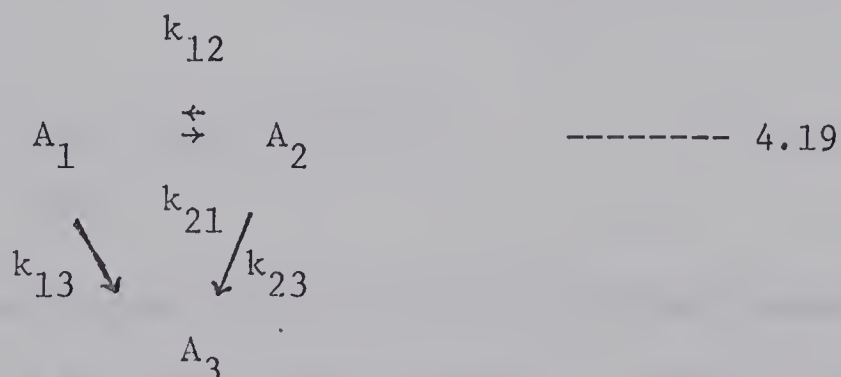 k12
A1 ⇄ A2 -------- 4.19
k21
k13 k23
A3